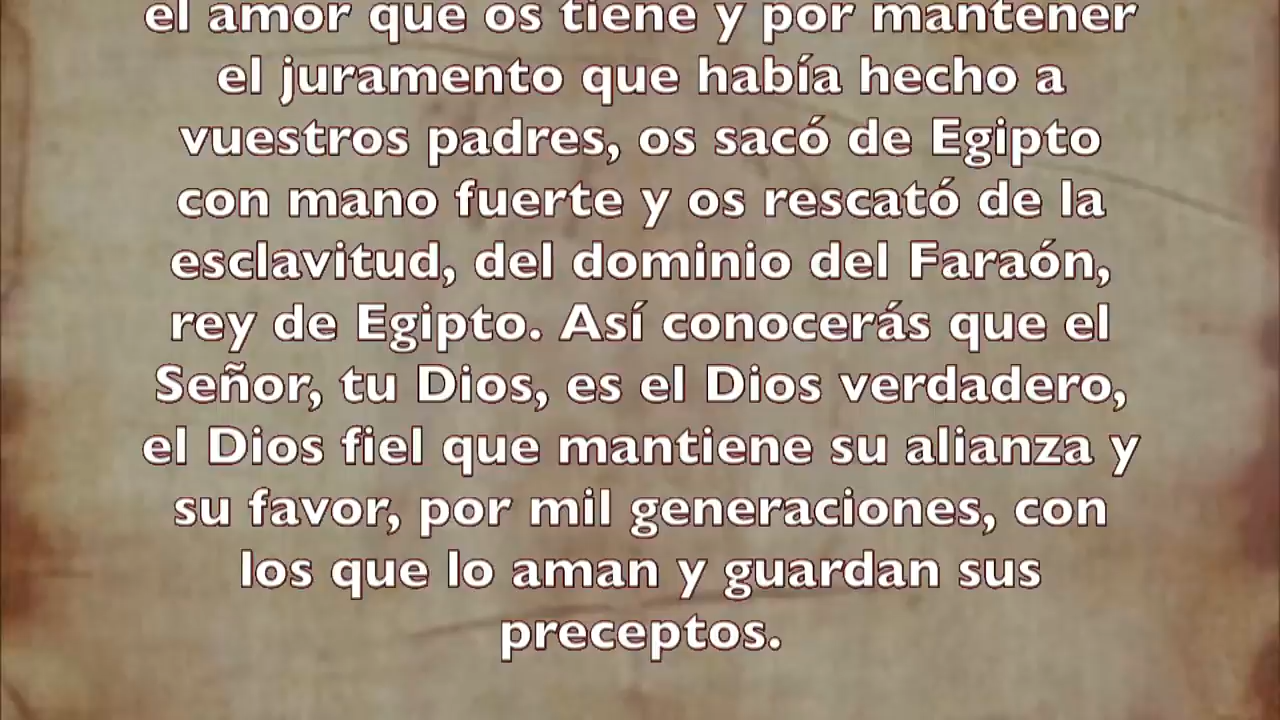 el amor que os tiene y por mantener
el juramento que había hecho a
vuestros padres, os sacó de Egipto
con mano fuerte y os rescató de la
esclavitud, del dominio del Faraón,
rey de Egipto. Así conocerás que el
Señor, tu Dios, es el Dios verdadero,
el Dios fiel que mantiene su alianza y
su favor, por mil generaciones, con
los que lo aman y guardan sus
preceptos.